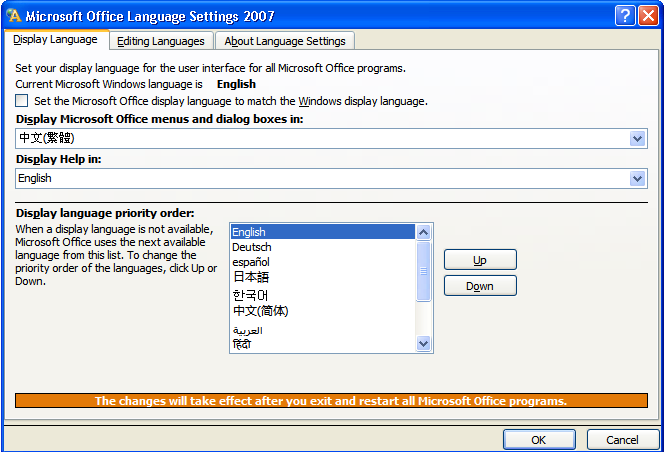 Microsoft Office Language Settings 2007
Display Language Editing Languages About Language Settings
Set your display language for the user interface for all Microsoft Office programs.
Current Microsoft Windows language is English
Set the Microsoft Office display language to match the Windows display language.
Display Microsoft Office menus and dialog boxes in:
中文(繁體)
Display Help in:
English
Display language priority order:
When a display language is not available,
Microsoft Office uses the next available
language from this list. To change the
priority order of the languages, click Up or
Down.
English
Deutsch
español
日本語
한국어
中文(简体)
العربية
हिंदी
Up
Down
The changes will take effect after you exit and restart all Microsoft Office programs.
OK Cancel